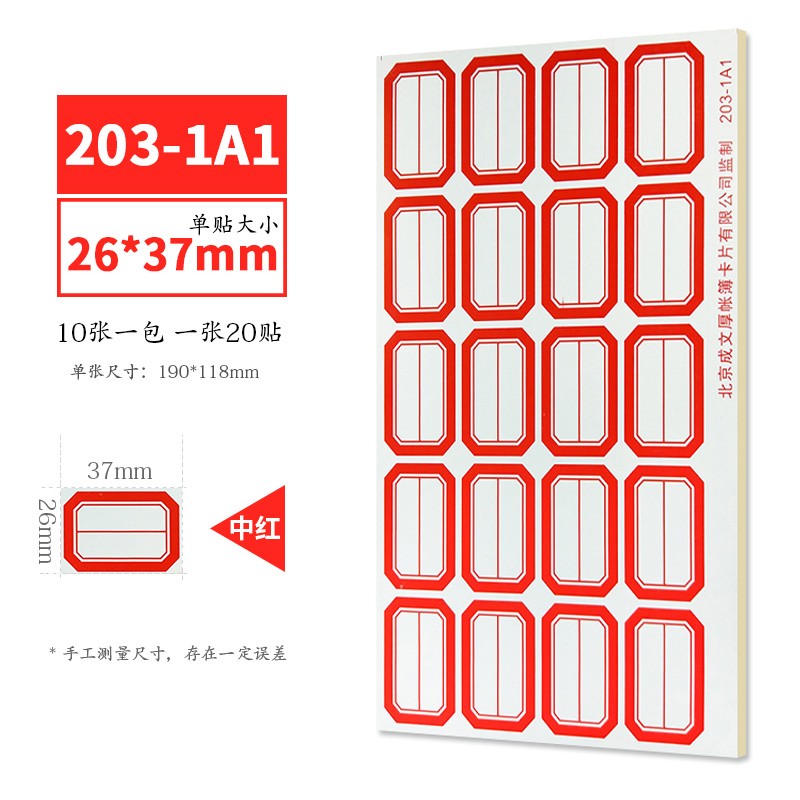 203-1A1
单贴大小
26*37mm
10张一包 一张20贴
单张尺寸：190*118mm
37mm
26mm
中红
* 手工测量尺寸，存在一定误差
北京成文厚帐簿卡片有限公司监制 203-1A1